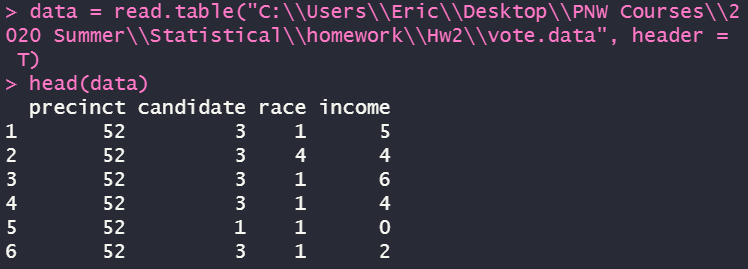 > data = read.table("C:\\Users\\Eric\\Desktop\\PNW Courses\\2
020 Summer\\Statistical\\homework\\Hw2\\vote.data", header =
T)
> head(data)
precinct candidate race income
1 52 3 1 5
2 52 3 4 4
3 52 3 1 6
4 52 3 1 4
5 52 1 1 0
6 52 3 1 2